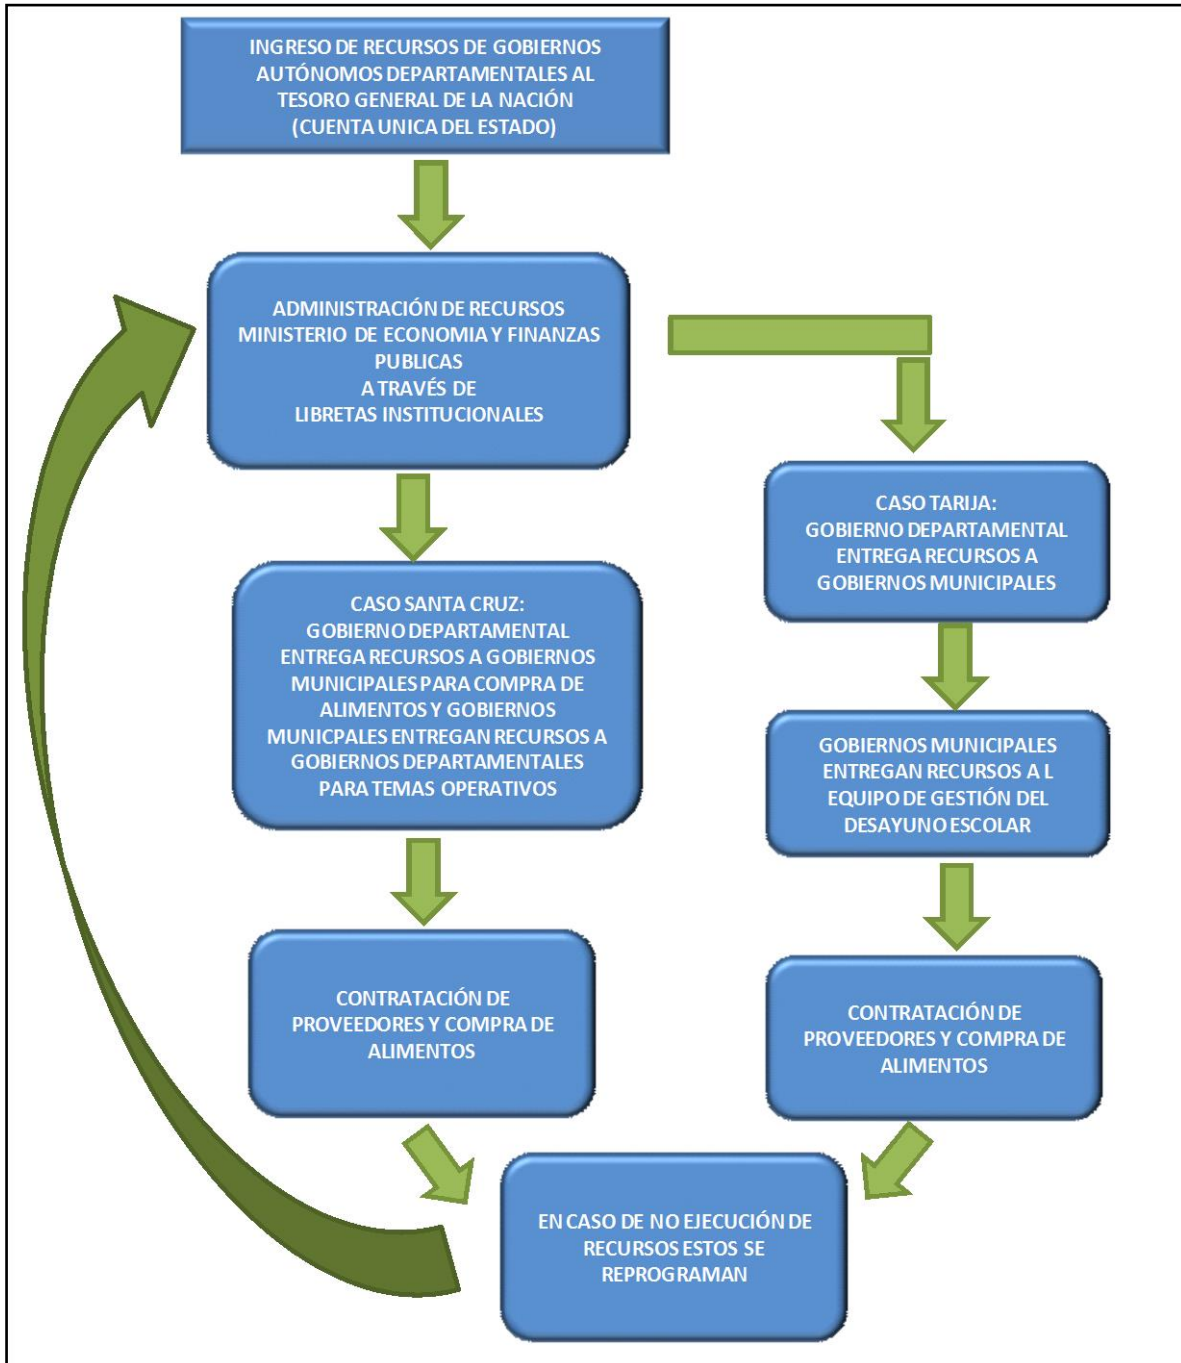 INGRESO DE RECURSOS DE GOBIERNOS
AUTÓNOMOS DEPARTAMENTALES AL
TESORO GENERAL DE LA NACIÓN
(CUENTA UNICA DEL ESTADO)
ADMINISTRACIÓN DE RECURSOS
MINISTERIO DE ECONOMIA Y FINANZAS
PUBLICAS
A TRAVÉS DE
LIBRETAS INSTITUCIONALES
CASO SANTA CRUZ:
GOBIERNO DEPARTAMENTAL
ENTREGA RECURSOS A GOBIERNOS
MUNICIPALES PARA COMPRA DE
ALIMENTOS Y GOBIERNOS
MUNICPALES ENTREGAN RECURSOS A
GOBIERNOS DEPARTAMENTALES
PARA TEMAS OPERATIVOS
CONTRATACIÓN DE
PROVEEDORES Y COMPRA DE
ALIMENTOS
CASO TARIJA:
GOBIERNO DEPARTAMENTAL
ENTREGA RECURSOS A
GOBIERNOS MUNICIPALES
GOBIERNOS MUNICIPALES
ENTREGAN RECURSOS A L
EQUIPO DE GESTIÓN DEL
DESAYUNO ESCOLAR
CONTRATACIÓN DE
PROVEEDORES Y COMPRA DE
ALIMENTOS
EN CASO DE NO EJECUCIÓN DE
RECURSOS ESTOS SE
REPROGRAMAN